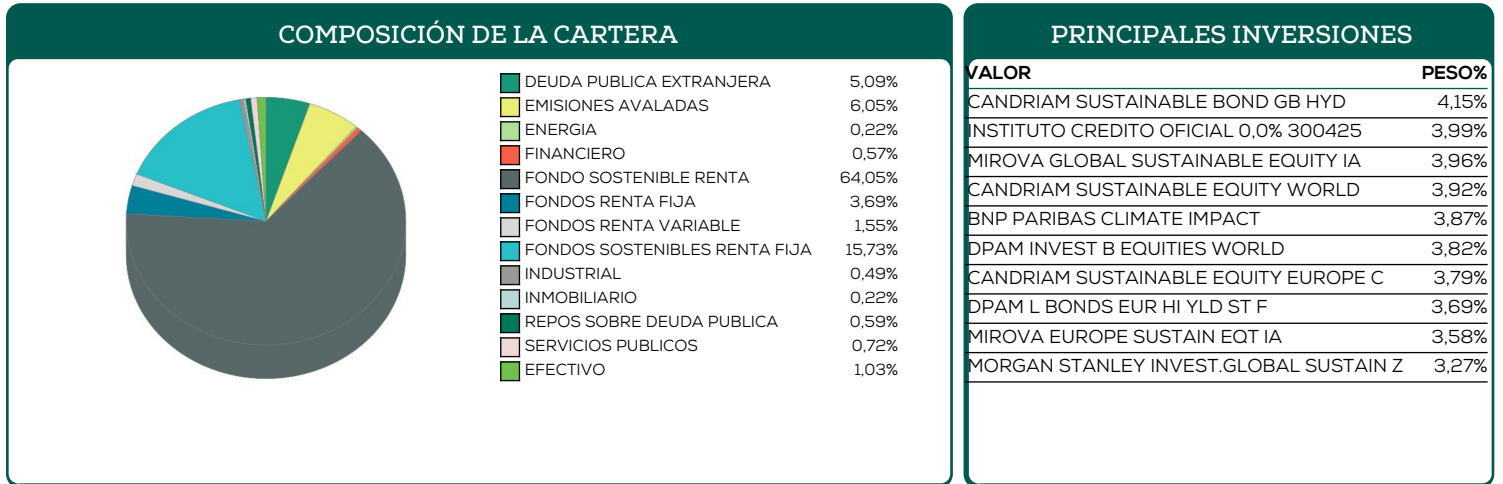 COMPOSICIÓN DE LA CARTERA
DEUDA PUBLICA EXTRANJERA 5,09%
EMISIONES AVALADAS 6,05%
ENERGIA 0,22%
FINANCIERO 0,57%
FONDO SOSTENIBLE RENTA 64,05%
FONDOS RENTA FIJA 3,69%
FONDOS RENTA VARIABLE 1,55%
FONDOS SOSTENIBLES RENTA FIJA 15,73%
INDUSTRIAL 0,49%
INMOBILIARIO 0,22%
REPOS SOBRE DEUDA PUBLICA 0,59%
SERVICIOS PUBLICOS 0,72%
EFECTIVO 1,03%
PRINCIPALES INVERSIONES
VALOR PESO%
CANDRIAM SUSTAINABLE BOND GB HYD 4,15%
INSTITUTO CREDITO OFICIAL 0,0% 300425 3,99%
MIROVA GLOBAL SUSTAINABLE EQUITY IA 3,96%
CANDRIAM SUSTAINABLE EQUITY WORLD 3,92%
BNP PARIBAS CLIMATE IMPACT 3,87%
DPAM INVEST B EQUITIES WORLD 3,82%
CANDRIAM SUSTAINABLE EQUITY EUROPE C 3,79%
DPAM L BONDS EUR HI YLD ST F 3,69%
MIROVA EUROPE SUSTAIN EQT IA 3,58%
MORGAN STANLEY INVEST.GLOBAL SUSTAIN Z 3,27%